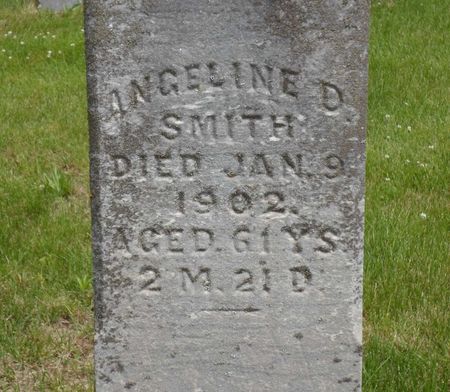 ANGELINE D.
SMITH
DIED JAN. 9
1902.
AGED. 61 YS.
2 M. 21 D.